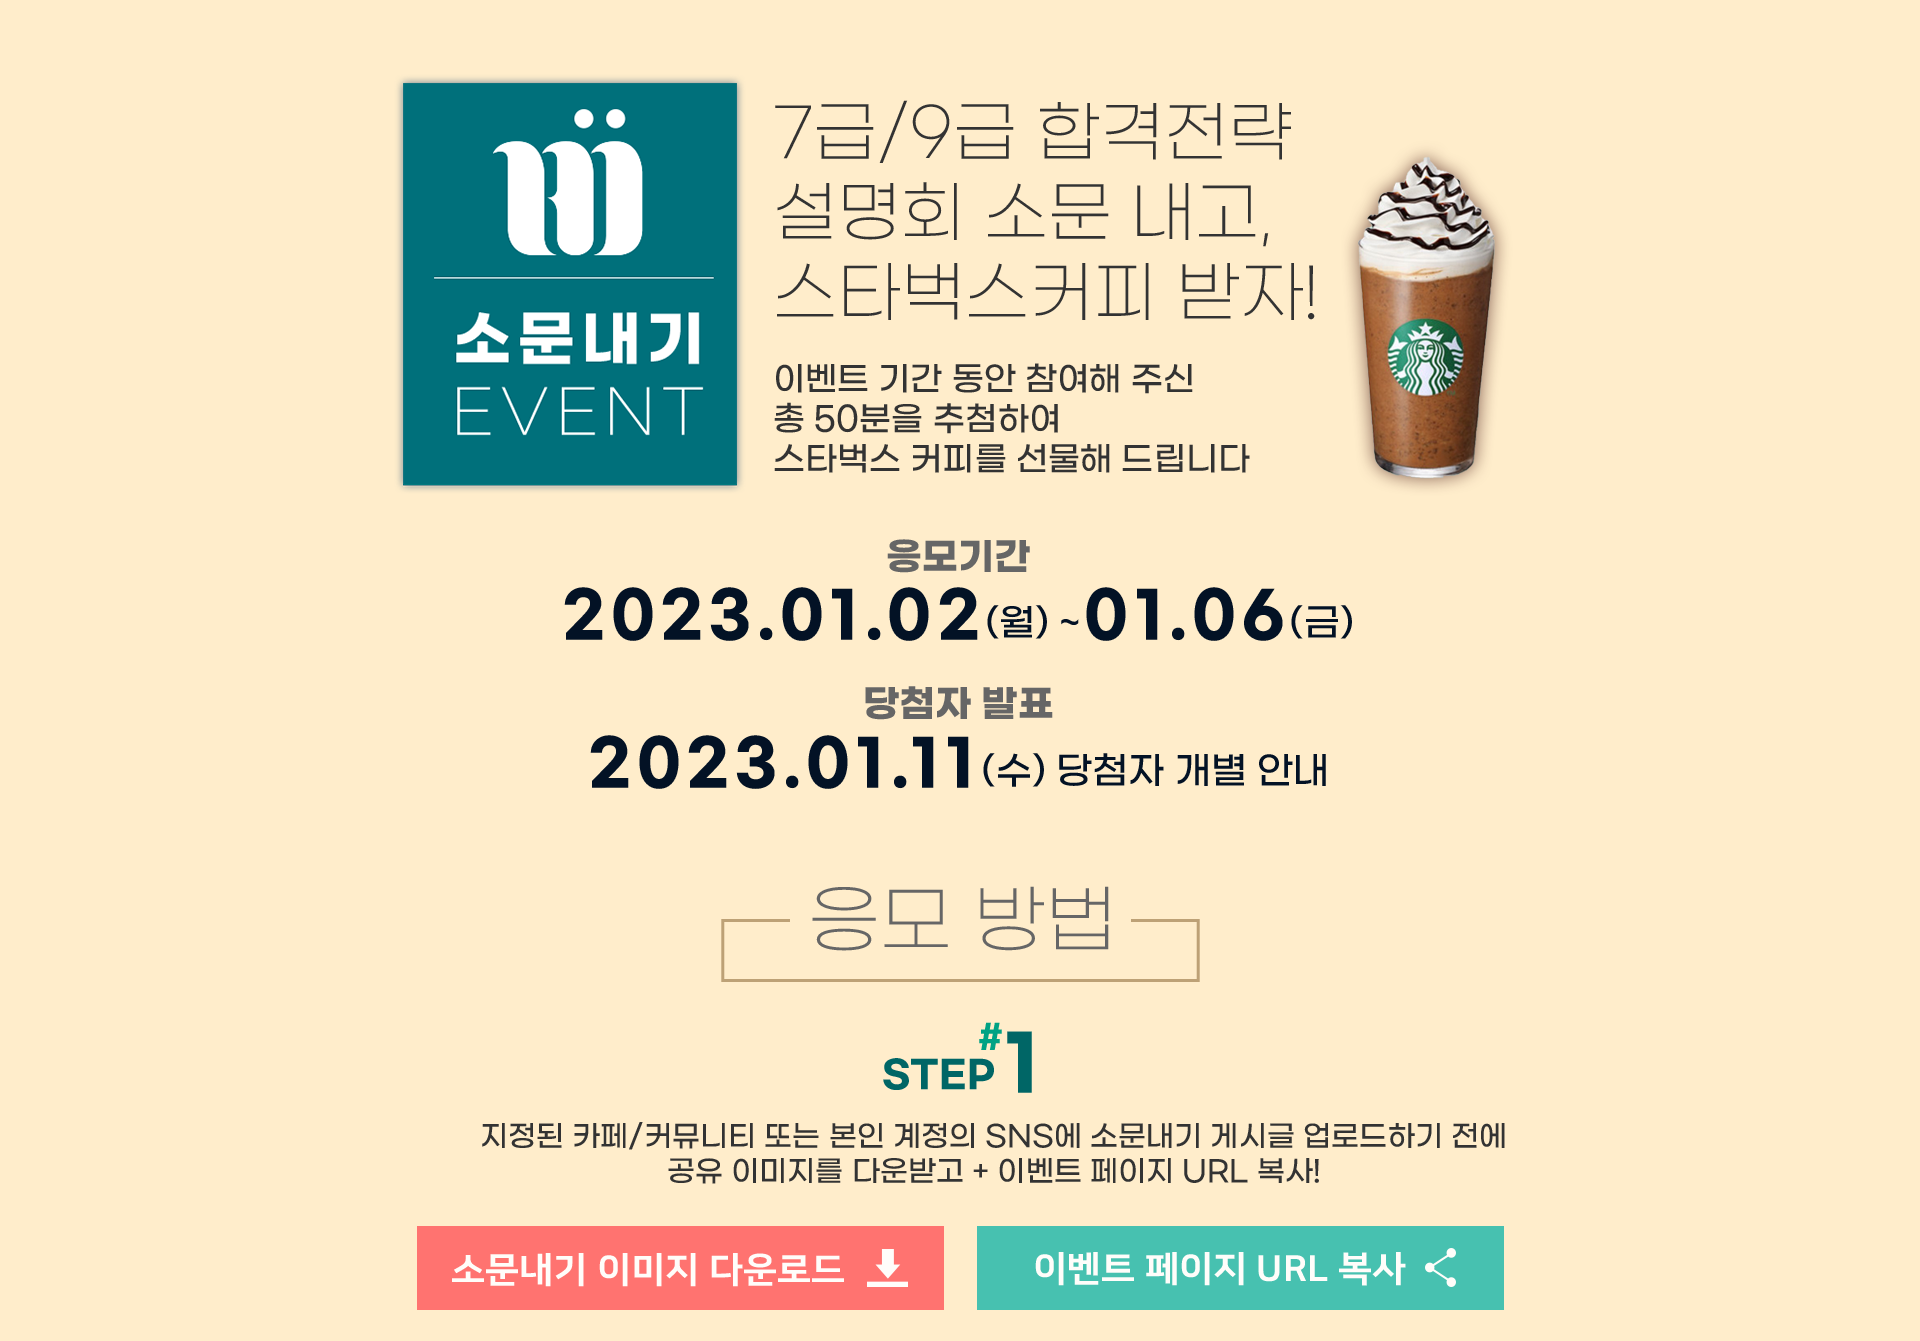 소문내기
EVENT
7급/9급 합격전략
설명회 소문 내고,
스타벅스커피 받자!
이벤트 기간 동안 참여해 주신
총 50분을 추첨하여
스타벅스 커피를 선물해 드립니다
응모기간
2023.01.02(월) ~01.06(금)
당첨자 발표
2023.01.11(수) 당첨자 개별 안내
응모 방법
STEP #1
지정된 카페/커뮤니티 또는 본인 계정의 SNS에 소문내기 게시글 업로드하기 전에
공유 이미지를 다운받고 + 이벤트 페이지 URL 복사!
소문내기 이미지 다운로드
이벤트 페이지 URL 복사